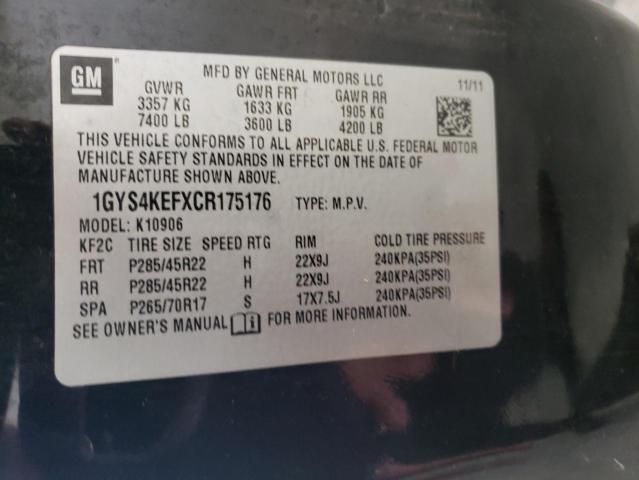 GM
MFD BY GENERAL MOTORS LLC 11/11
GVWR GAWR FRT GAWR RR
3357 KG 1633 KG 1905 KG
7400 LB 3600 LB 4200 LB
THIS VEHICLE CONFORMS TO ALL APPLICABLE U.S. FEDERAL MOTOR
VEHICLE SAFETY STANDARDS IN EFFECT ON THE DATE OF
MANUFACTURE SHOWN ABOVE.
1GYS4KEFXCR175176 TYPE: M.P.V.
MODEL: K10906
KF2C TIRE SIZE SPEED RTG RIM COLD TIRE PRESSURE
FRT P285/45R22 H 22X9J 240KPA(35PSI)
RR P285/45R22 H 22X9J 240KPA(35PSI)
SPA P265/70R17 S 17X7.5J 240KPA(35PSI)
SEE OWNER'S MANUAL FOR MORE INFORMATION.